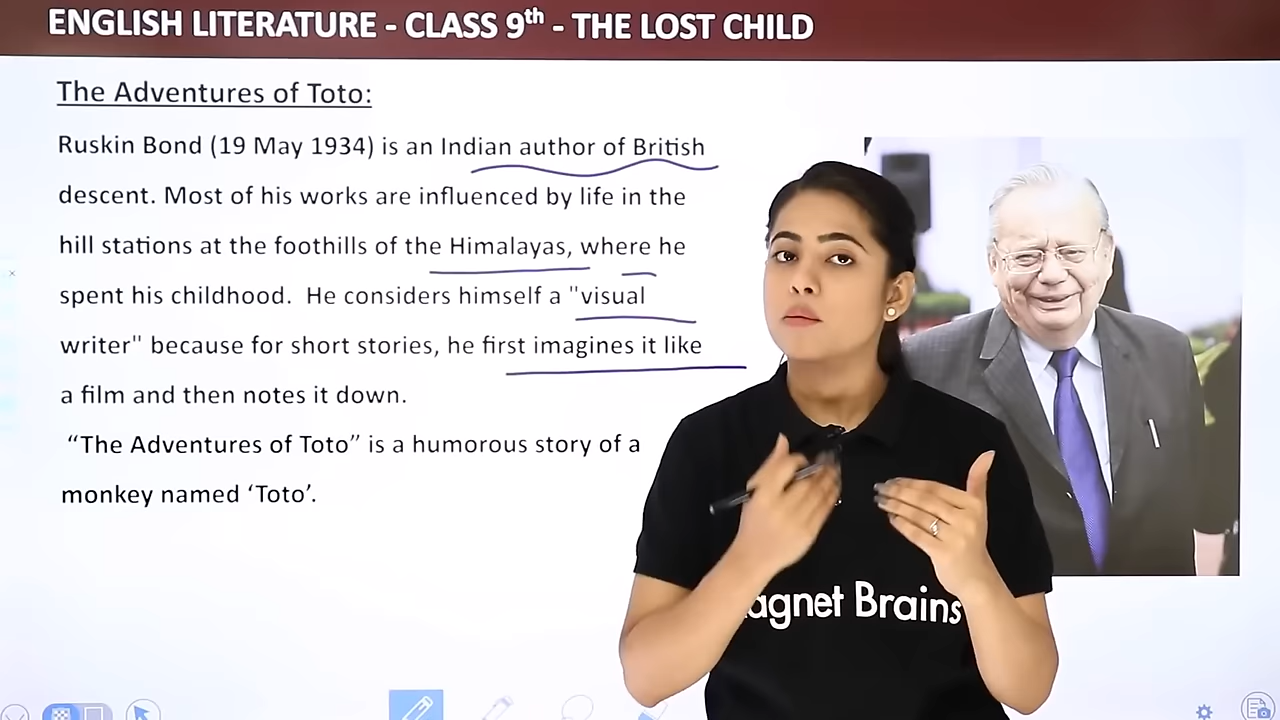 ENGLISH LITERATURE - CLASS 9th - THE LOST CHILD
The Adventures of Toto:
Ruskin Bond (19 May 1934) is an Indian author of British
descent. Most of his works are influenced by life in the
hill stations at the foothills of the Himalayas, where he
spent his childhood. He considers himself a "visual
writer" because for short stories, he first imagines it like
a film and then notes it down.
“The Adventures of Toto” is a humorous story of a
monkey named ‘Toto’.
agnet Brains